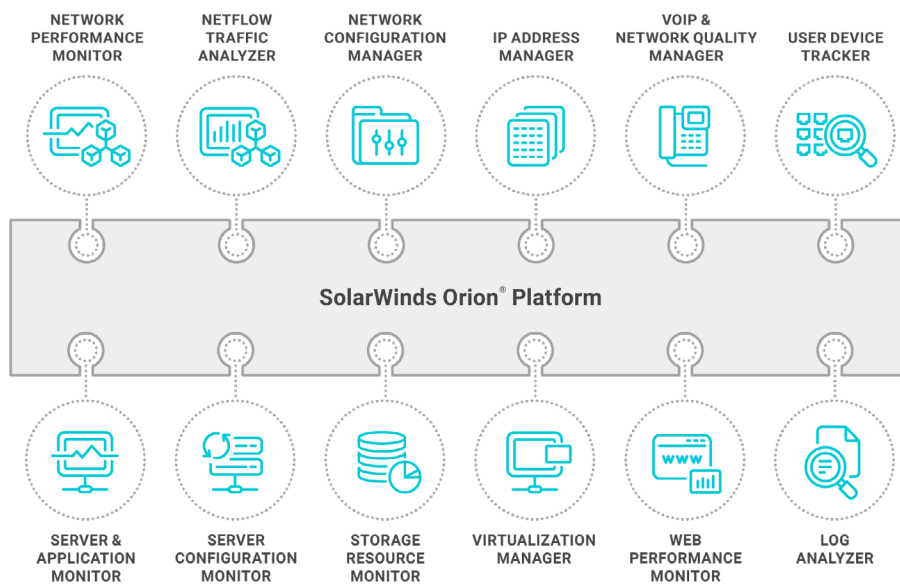 NETWORK
PERFORMANCE
MONITOR
NETFLOW
TRAFFIC
ANALYZER
NETWORK
CONFIGURATION
MANAGER
IP ADDRESS
MANAGER
VOIP &
NETWORK QUALITY
MANAGER
USER DEVICE
TRACKER
SolarWinds Orion® Platform
SERVER &
APPLICATION
MONITOR
SERVER
CONFIGURATION
MONITOR
STORAGE
RESOURCE
MONITOR
VIRTUALIZATION
MANAGER
WWW
WEB
PERFORMANCE
MONITOR
LOG
ANALYZER